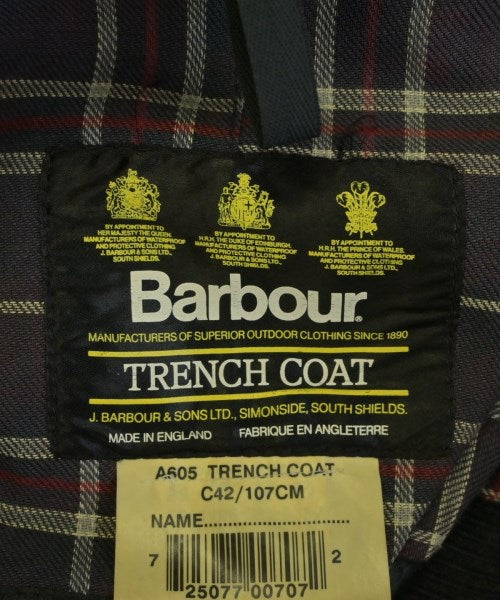 BY APPOINTMENT TO
HER MAJESTY THE QUEEN,
MANUFACTURERS OF WATERPROOF
AND PROTECTIVE CLOTHING
J. BARBOUR & SONS LTD.,
SOUTH SHIELDS.
BY APPOINTMENT TO
H.R.H. THE DUKE OF EDINBURGH,
MANUFACTURERS OF WATERPROOF
AND PROTECTIVE CLOTHING
J. BARBOUR & SONS LTD.,
SOUTH SHIELDS.
BY APPOINTMENT TO
H.R.H. THE PRINCE OF WALES,
MANUFACTURERS OF WATERPROOF
AND PROTECTIVE CLOTHING
J. BARBOUR & SONS LTD.,
SOUTH SHIELDS.
Barbour®
MANUFACTURERS OF SUPERIOR OUTDOOR CLOTHING SINCE 1890
TRENCH COAT
J. BARBOUR & SONS LTD., SIMONSIDE, SOUTH SHIELDS.
MADE IN ENGLAND FABRIQUE EN ANGLETERRE
A605 TRENCH COAT
C42/107CM
NAME..............................
7 2
25077 00707